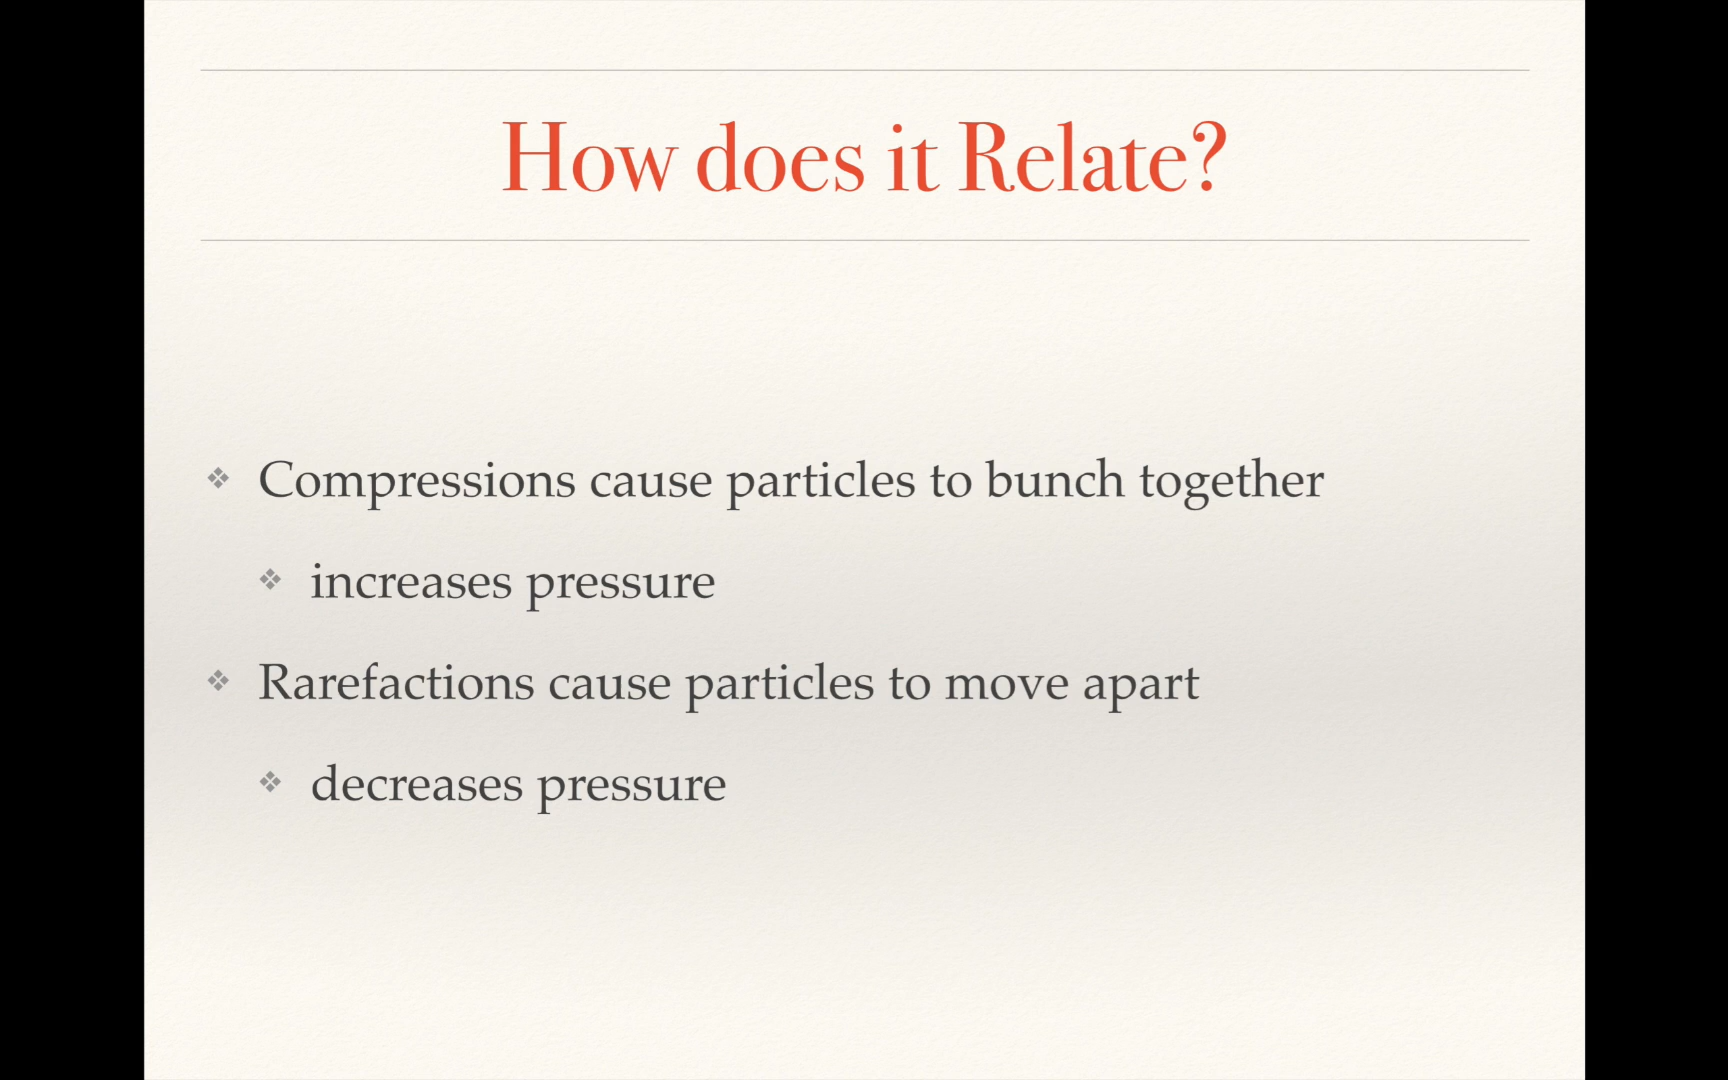 How does it Relate?
❖ Compressions cause particles to bunch together
❖ increases pressure
❖ Rarefactions cause particles to move apart
❖ decreases pressure